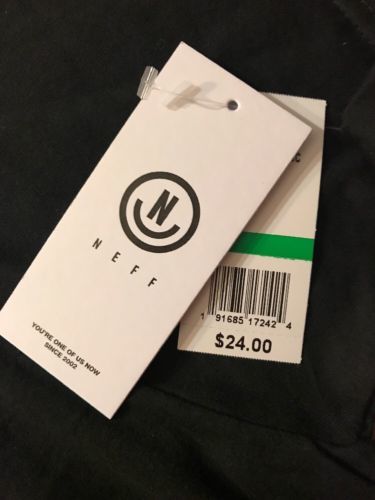 N
NEFF
YOU'RE ONE OF US NOW
SINCE 2002
C
1 91685 17242 4
$24.00